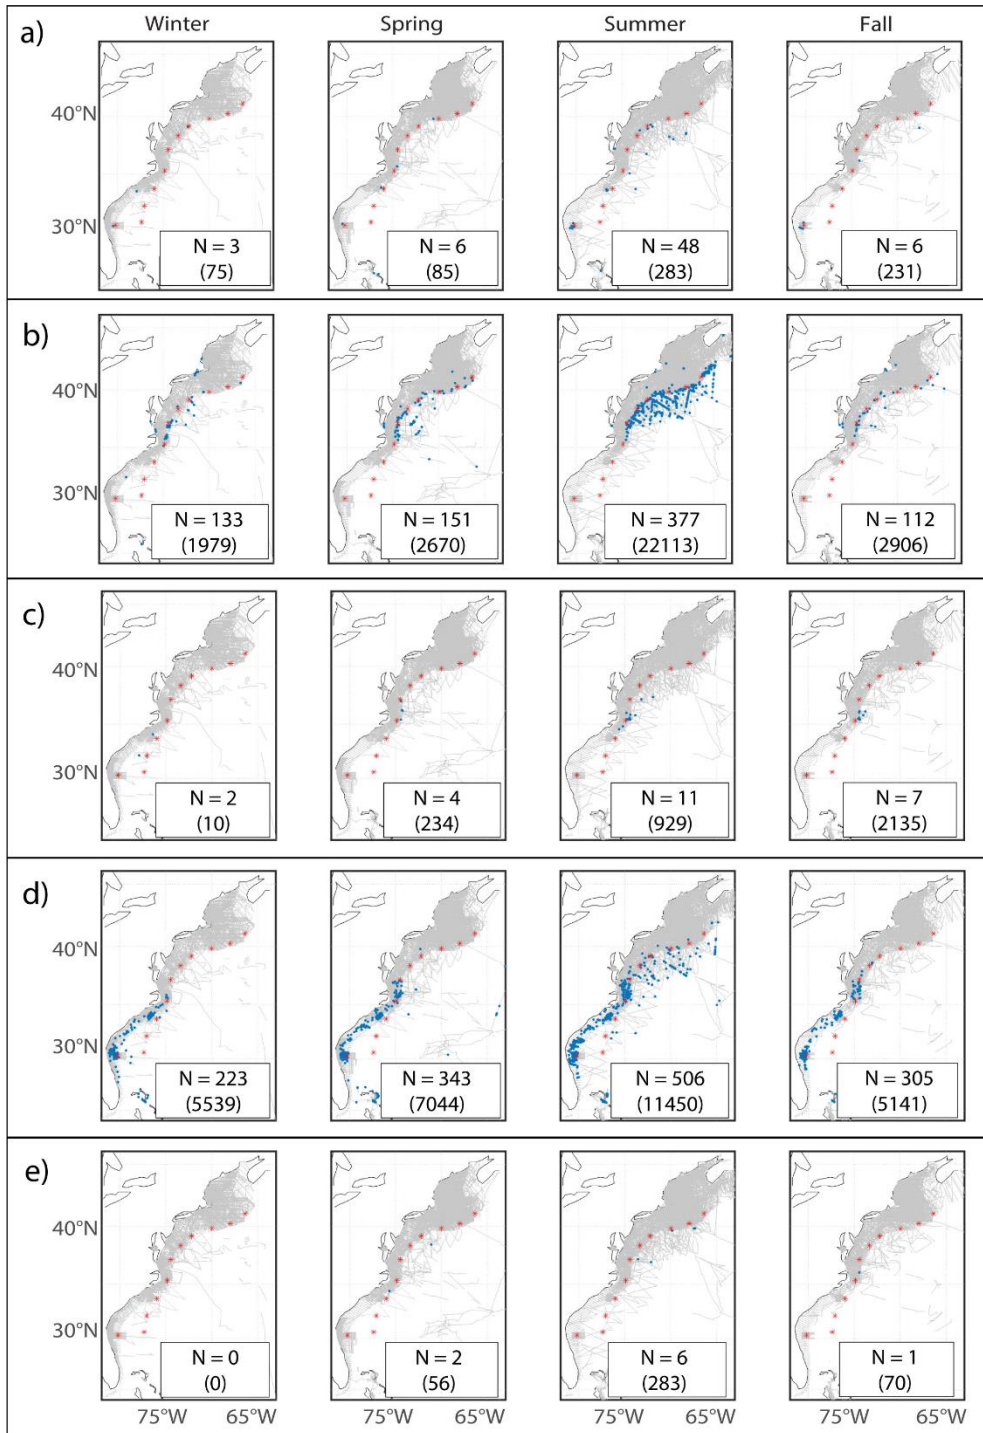 Winter Spring Summer Fall
a)
40°N
30°N
N = 3 N = 6 N = 48 N = 6
(75) (85) (283) (231)
b)
40°N
30°N
N = 133 N = 151 N = 377 N = 112
(1979) (2670) (22113) (2906)
c)
40°N
30°N
N = 2 N = 4 N = 11 N = 7
(10) (234) (929) (2135)
d)
40°N
30°N
N = 223 N = 343 N = 506 N = 305
(5539) (7044) (11450) (5141)
e)
40°N
30°N
N = 0 N = 2 N = 6 N = 1
(0) (56) (283) (70)
75°W 65°W 75°W 65°W 75°W 65°W 75°W 65°W